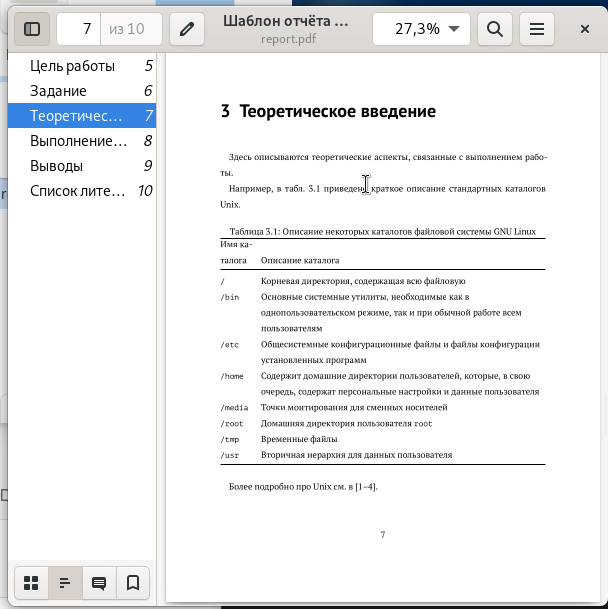 7 из 10
Шаблон отчёта ...
report.pdf
27,3%
Цель работы 5
Задание 6
Теоретичес... 7
Выполнение... 8
Выводы 9
Список лите... 10
3 Теоретическое введение
Здесь описываются теоретические аспекты, связанные с выполнением рабо-
ты.
Например, в табл. 3.1 приведено краткое описание стандартных каталогов
Unix.
Таблица 3.1: Описание некоторых каталогов файловой системы GNU Linux
Имя ка-
талога Описание каталога
/ Корневая директория, содержащая всю файловую
/bin Основные системные утилиты, необходимые как в
однопользовательском режиме, так и при обычной работе всем
пользователям
/etc Общесистемные конфигурационные файлы и файлы конфигурации
установленных программ
/home Содержит домашние директории пользователей, которые, в свою
очередь, содержат персональные настройки и данные пользователя
/media Точки монтирования для сменных носителей
/root Домашняя директория пользователя root
/tmp Временные файлы
/usr Вторичная иерархия для данных пользователя
Более подробно про Unix см. в [1–4].
7